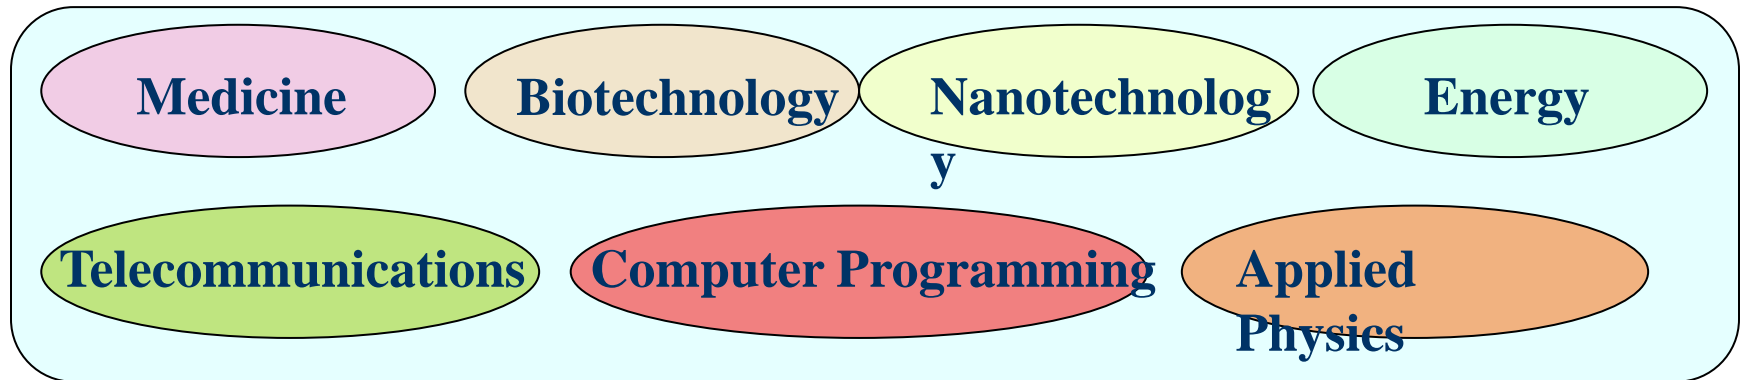 Medicine
Biotechnology
Nanotechnolog
y
Energy
Telecommunications
Computer Programming
Applied
Physics